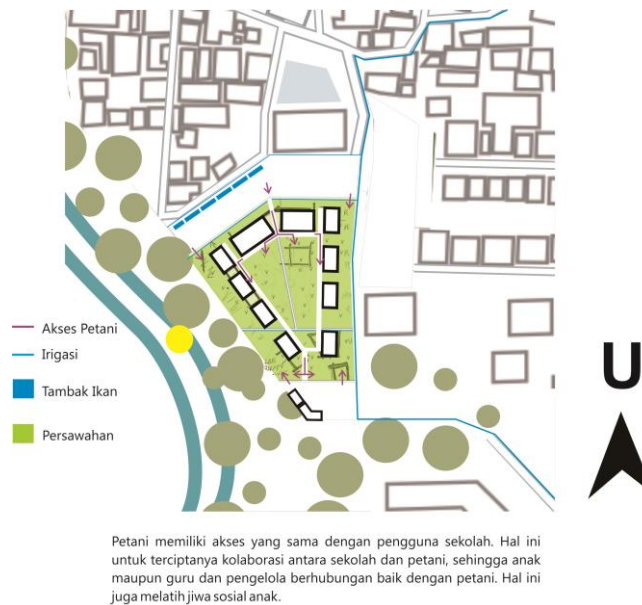 Akses Petani
Irigasi
Tambak Ikan
Persawahan
U
Petani memiliki akses yang sama dengan pengguna sekolah. Hal ini
untuk terciptanya kolaborasi antara sekolah dan petani, sehingga anak
maupun guru dan pengelola berhubungan baik dengan petani. Hal ini
juga melatih jiwa sosial anak.